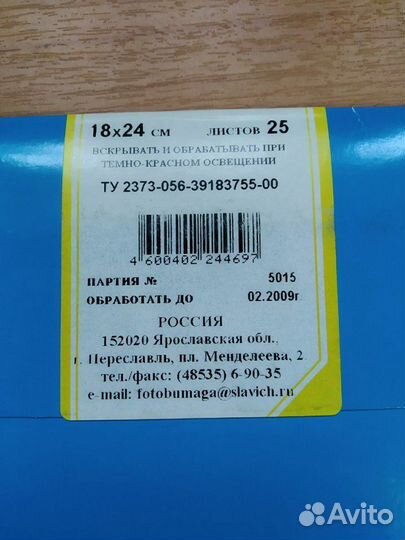 18х24 СМ ЛИСТОВ 25
ВСКРЫВАТЬ И ОБРАБАТЫВАТЬ ПРИ
ТЕМНО-КРАСНОМ ОСВЕЩЕНИИ
ТУ 2373-056-39183755-00
4 600402 244697
ПАРТИЯ № 5015
ОБРАБОТАТЬ ДО 02.2009г.
РОССИЯ
152020 Ярославская обл.,
г. Переславль, пл. Менделеева, 2
тел./факс: (48535) 6-90-35
e-mail: fotobumaga@slavich.ru
Avito